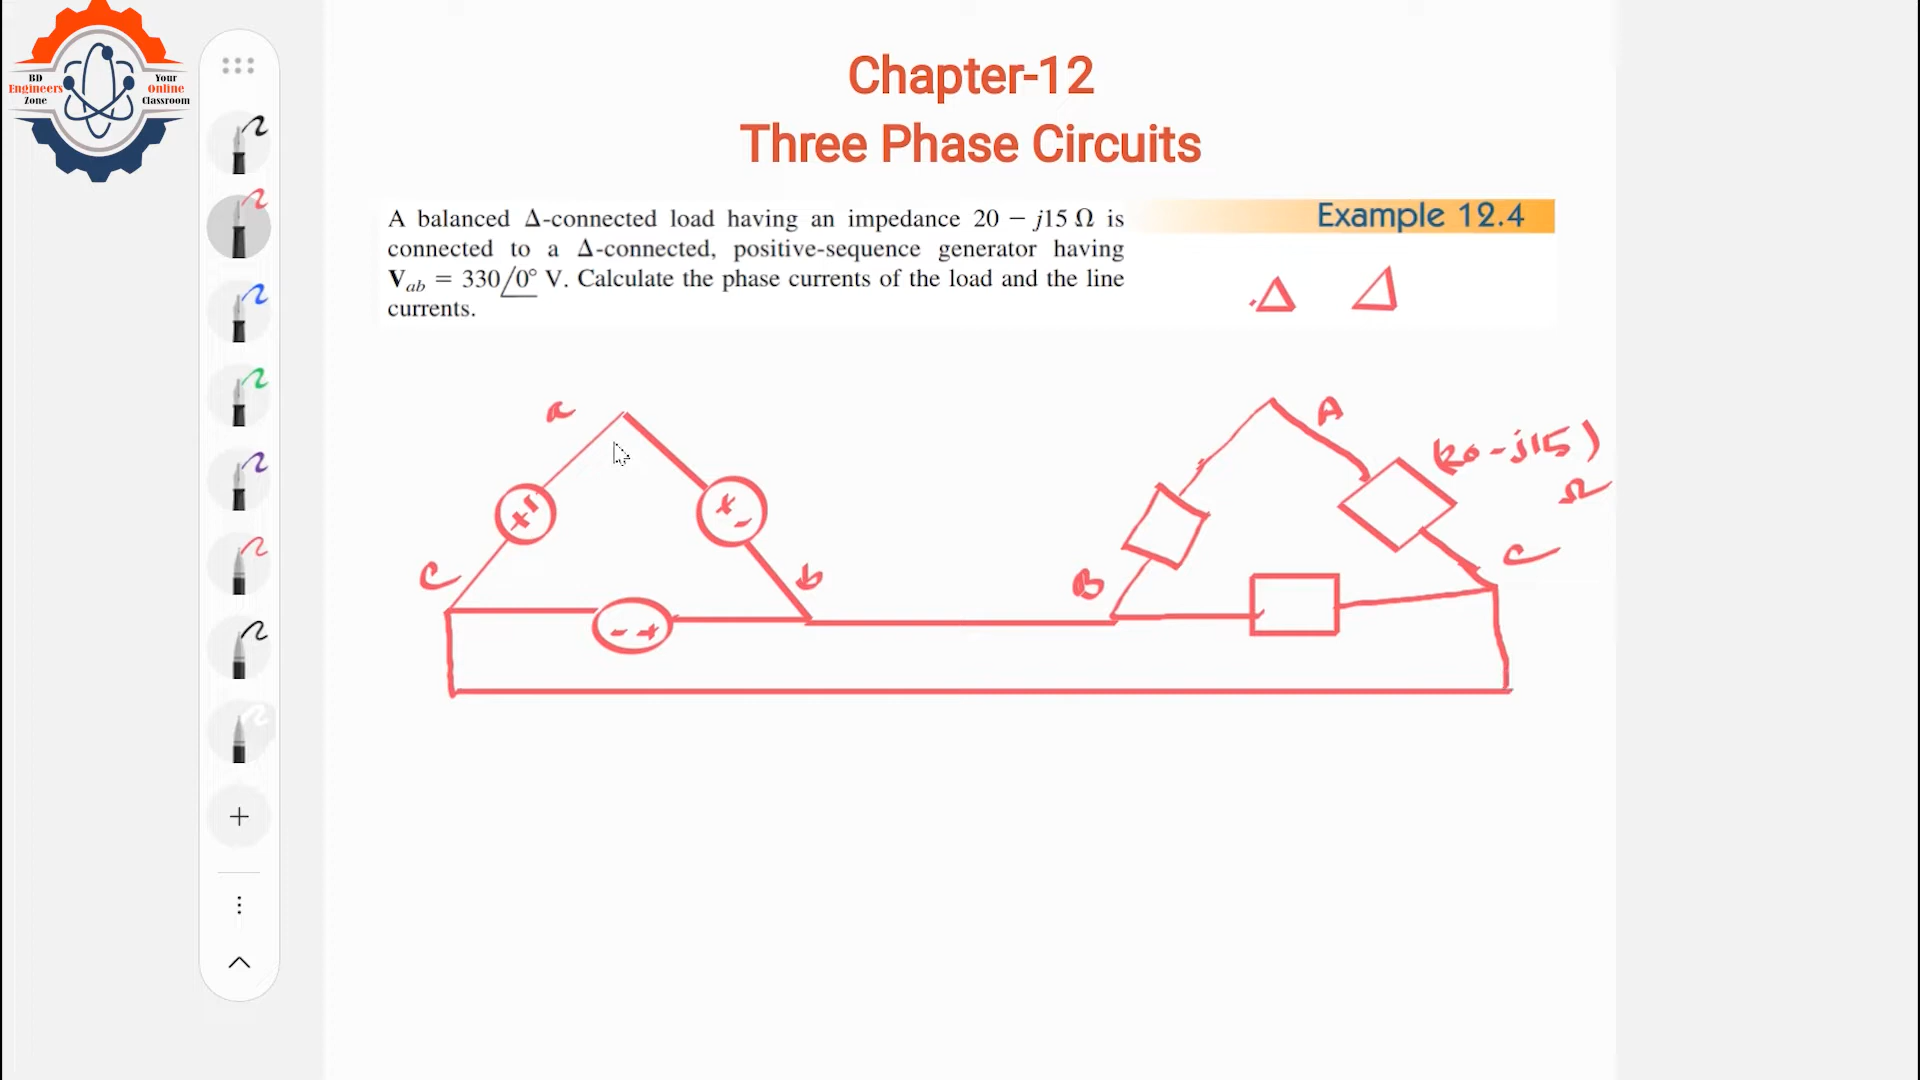 BD
Engineers
Zone
Your
Online
Classroom
Chapter-12
Three Phase Circuits
A balanced Δ-connected load having an impedance 20 − j15 Ω is
connected to a Δ-connected, positive-sequence generator having
Vab = 330/0° V. Calculate the phase currents of the load and the line
currents.
Example 12.4
Δ Δ
a
A
(20-j15)
Ω
+ -
+ -
C
b
B
C
- +